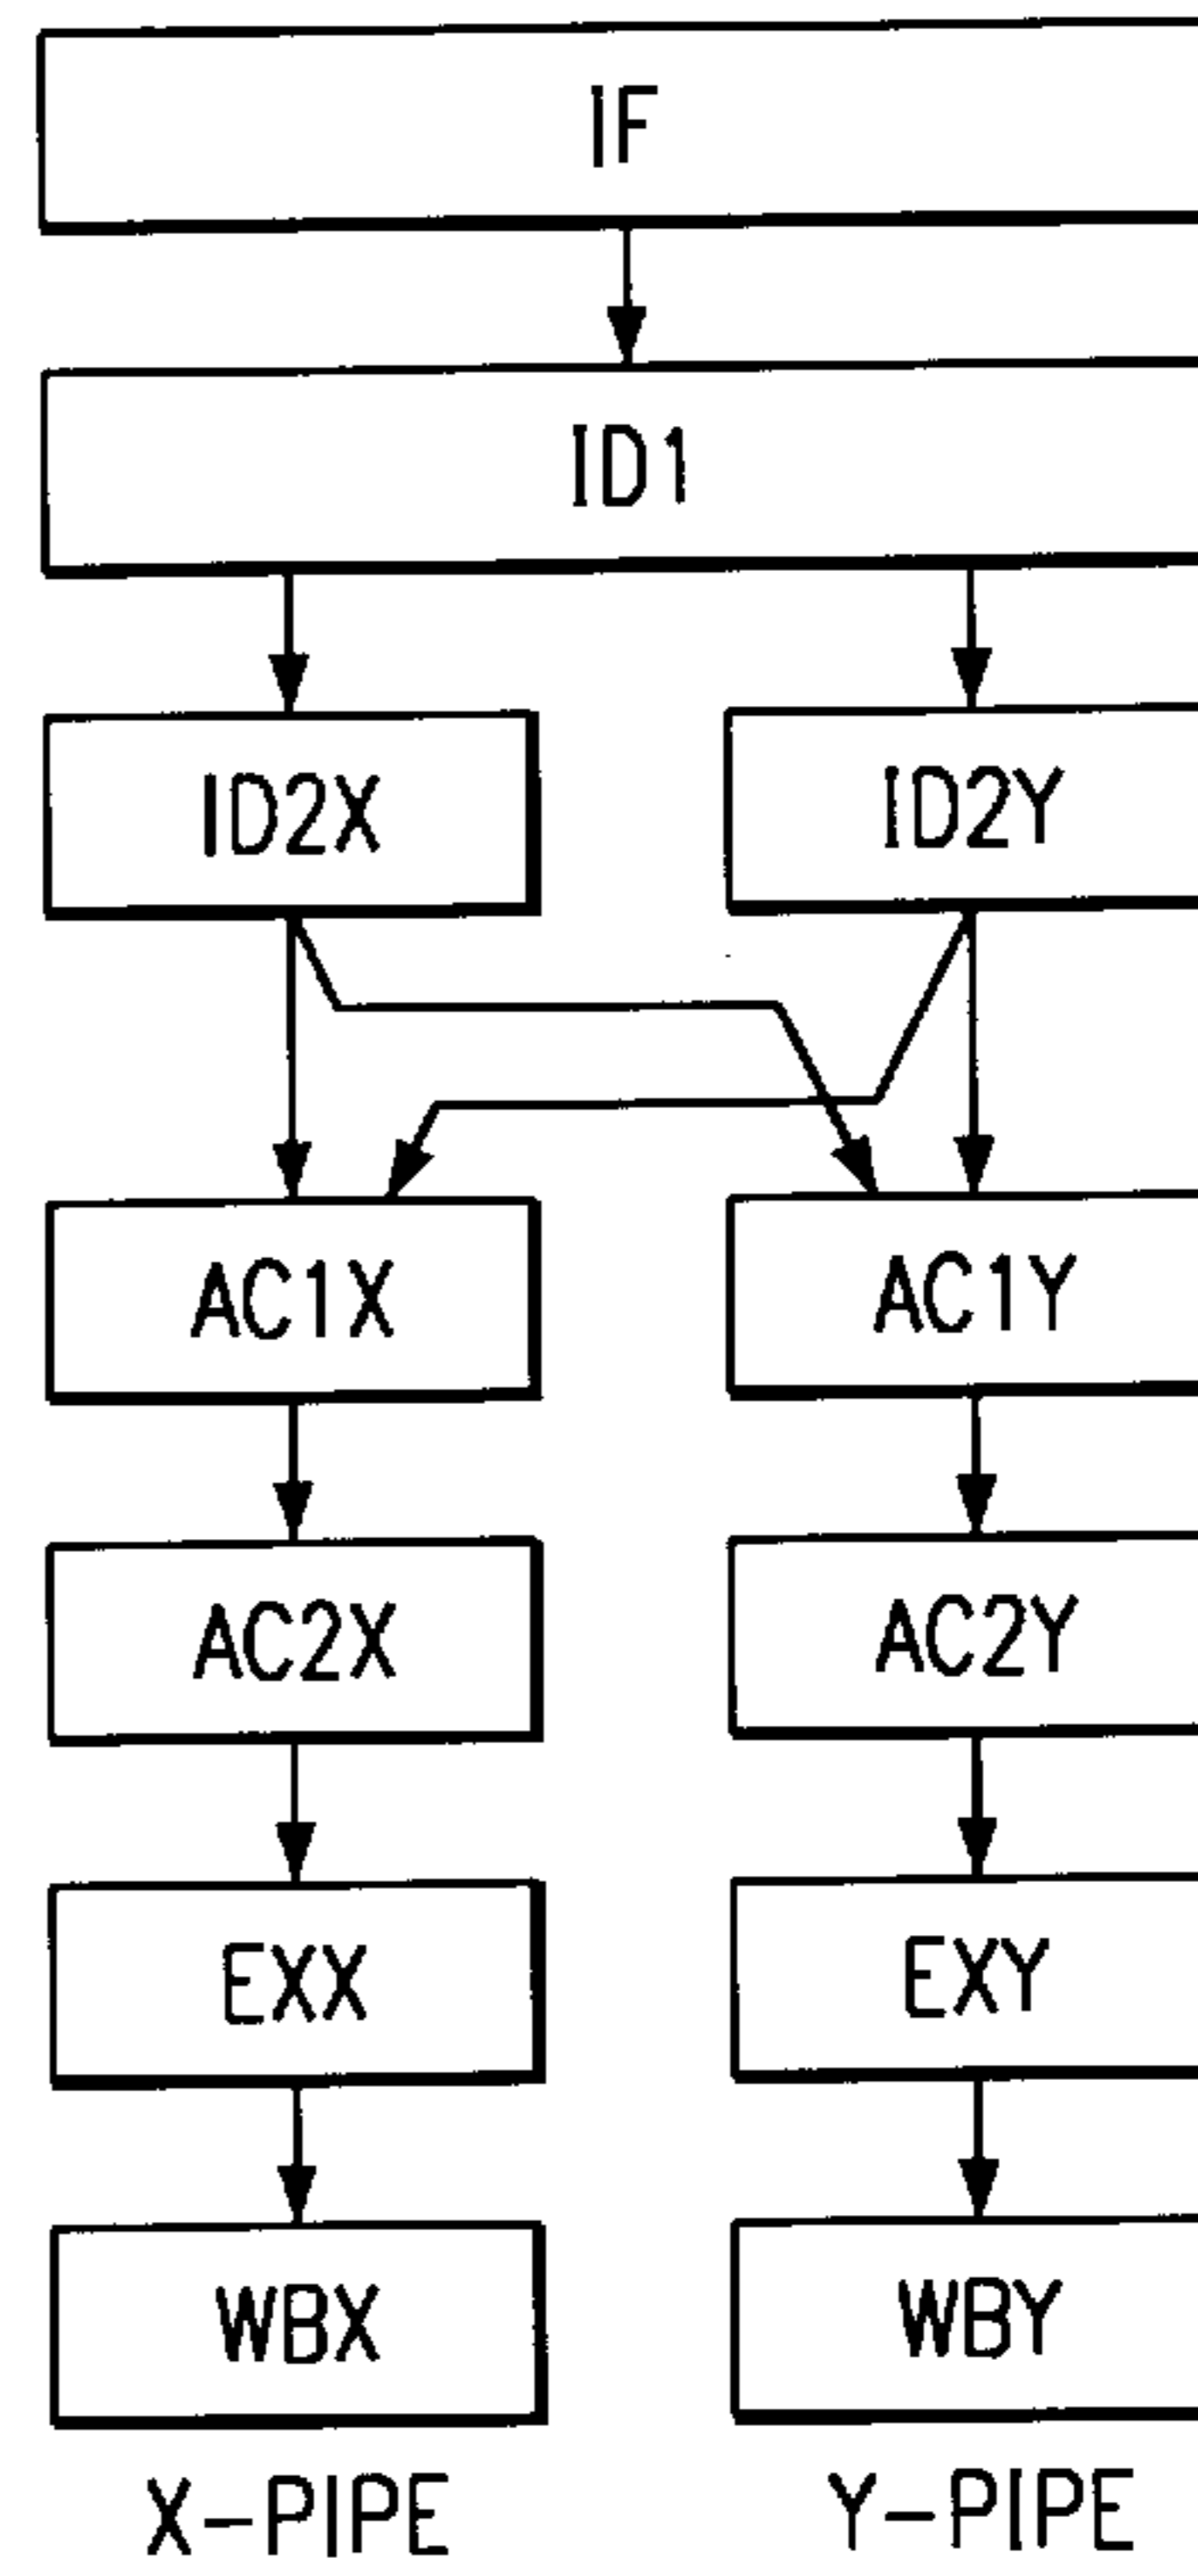 IF
ID1
ID2X ID2Y
AC1X AC1Y
AC2X AC2Y
EXX EXY
WBX WBY
X-PIPE Y-PIPE